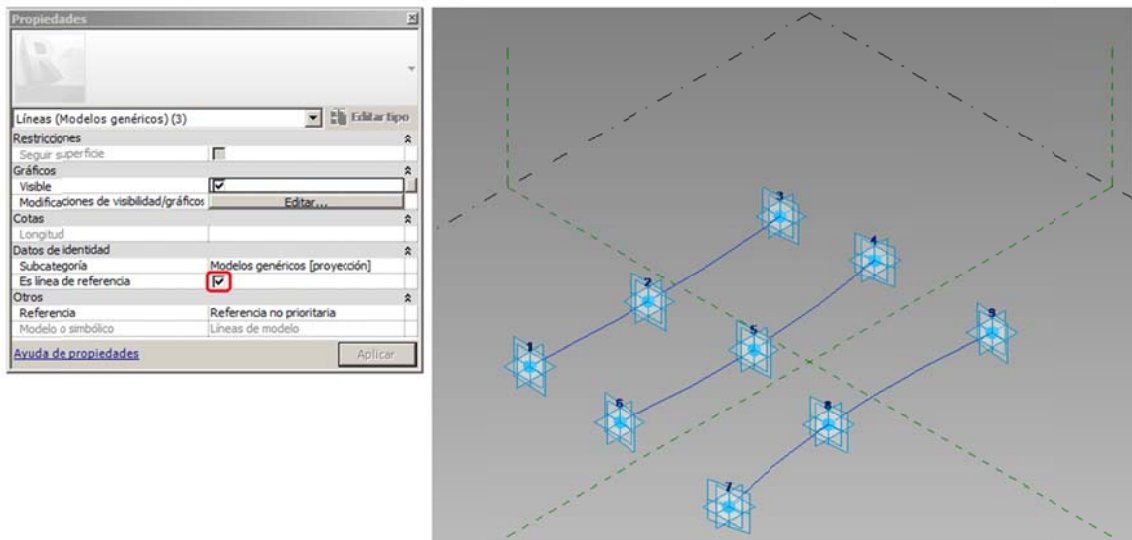 Propiedades
Líneas (Modelos genéricos) (3)
Editar tipo
Restricciones
Seguir superficie
Gráficos
Visible
Modificaciones de visibilidad/gráficos
Editar...
Cotas
Longitud
Datos de identidad
Subcategoría
Modelos genéricos [proyección]
Es línea de referencia
Otros
Referencia
Referencia no prioritaria
Modelo o simbólico
Líneas de modelo
Ayuda de propiedades
Aplicar
3
4
2
9
5
1
6
8
7